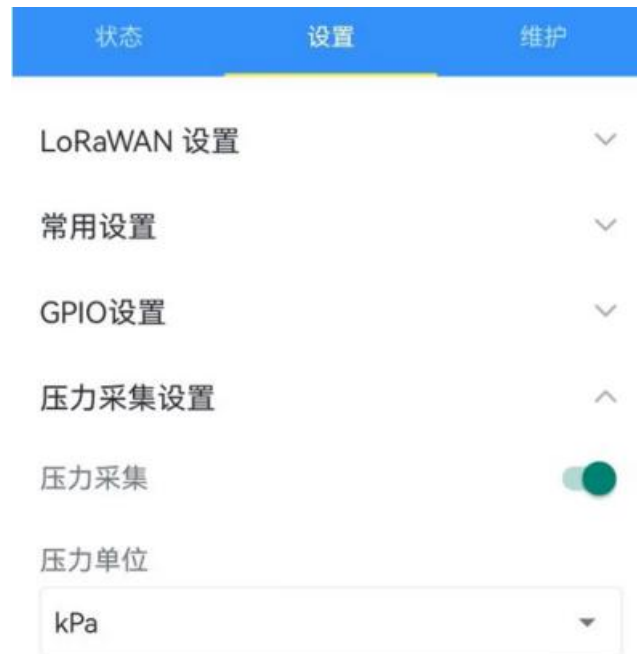 状态 设置 维护
LoRaWAN 设置
常用设置
GPIO设置
压力采集设置
压力采集
压力单位
kPa